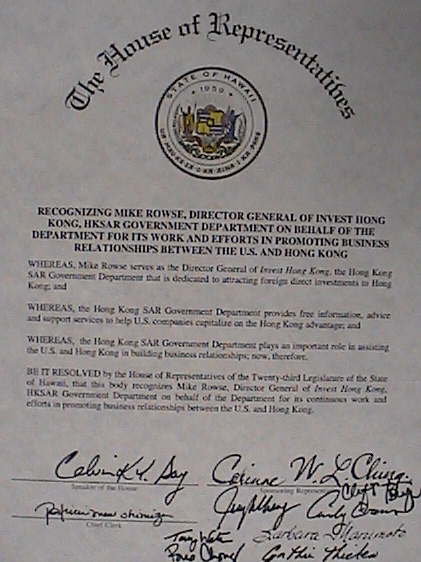 The House of Representatives
STATE OF HAWAII
1959
RECOGNIZING MIKE ROWSE, DIRECTOR GENERAL OF INVEST HONG
KONG, HKSAR GOVERNMENT DEPARTMENT ON BEHALF OF THE
DEPARTMENT FOR ITS WORK AND EFFORTS IN PROMOTING BUSINESS
RELATIONSHIPS BETWEEN THE U.S. AND HONG KONG
WHEREAS, Mike Rowse serves as the Director General of Invest Hong Kong, the Hong Kong
SAR Government Department that is dedicated to attracting foreign direct investments to Hong
Kong; and
WHEREAS, the Hong Kong SAR Government Department provides free information, advice
and support services to help U.S. companies capitalize on the Hong Kong advantage; and
WHEREAS, the Hong Kong SAR Government Department plays an important role in assisting
the U.S. and Hong Kong in building business relationships; now, therefore,
BE IT RESOLVED by the House of Representatives of the Twenty-third Legislature of the State
of Hawaii, that this body recognizes Mike Rowse, Director General of Invest Hong Kong,
HKSAR Government Department on behalf of the Department for its continuous work and
efforts in promoting business relationships between the U.S. and Hong Kong.
Calvin K.Y. Say Corinne W. L. Ching
Speaker of the House Sponsoring Representative
Chief Clerk
Barbara Marumoto